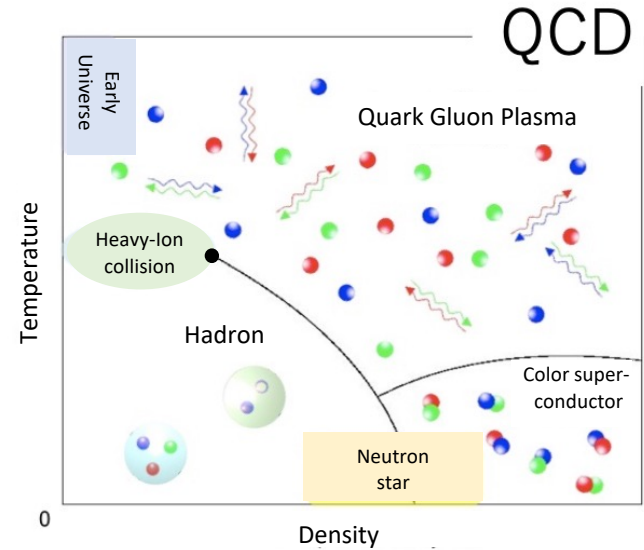 QCD
Early
Universe
Quark Gluon Plasma
Heavy-Ion
collision
Temperature
Hadron
Color super-
conductor
Neutron
star
0
Density